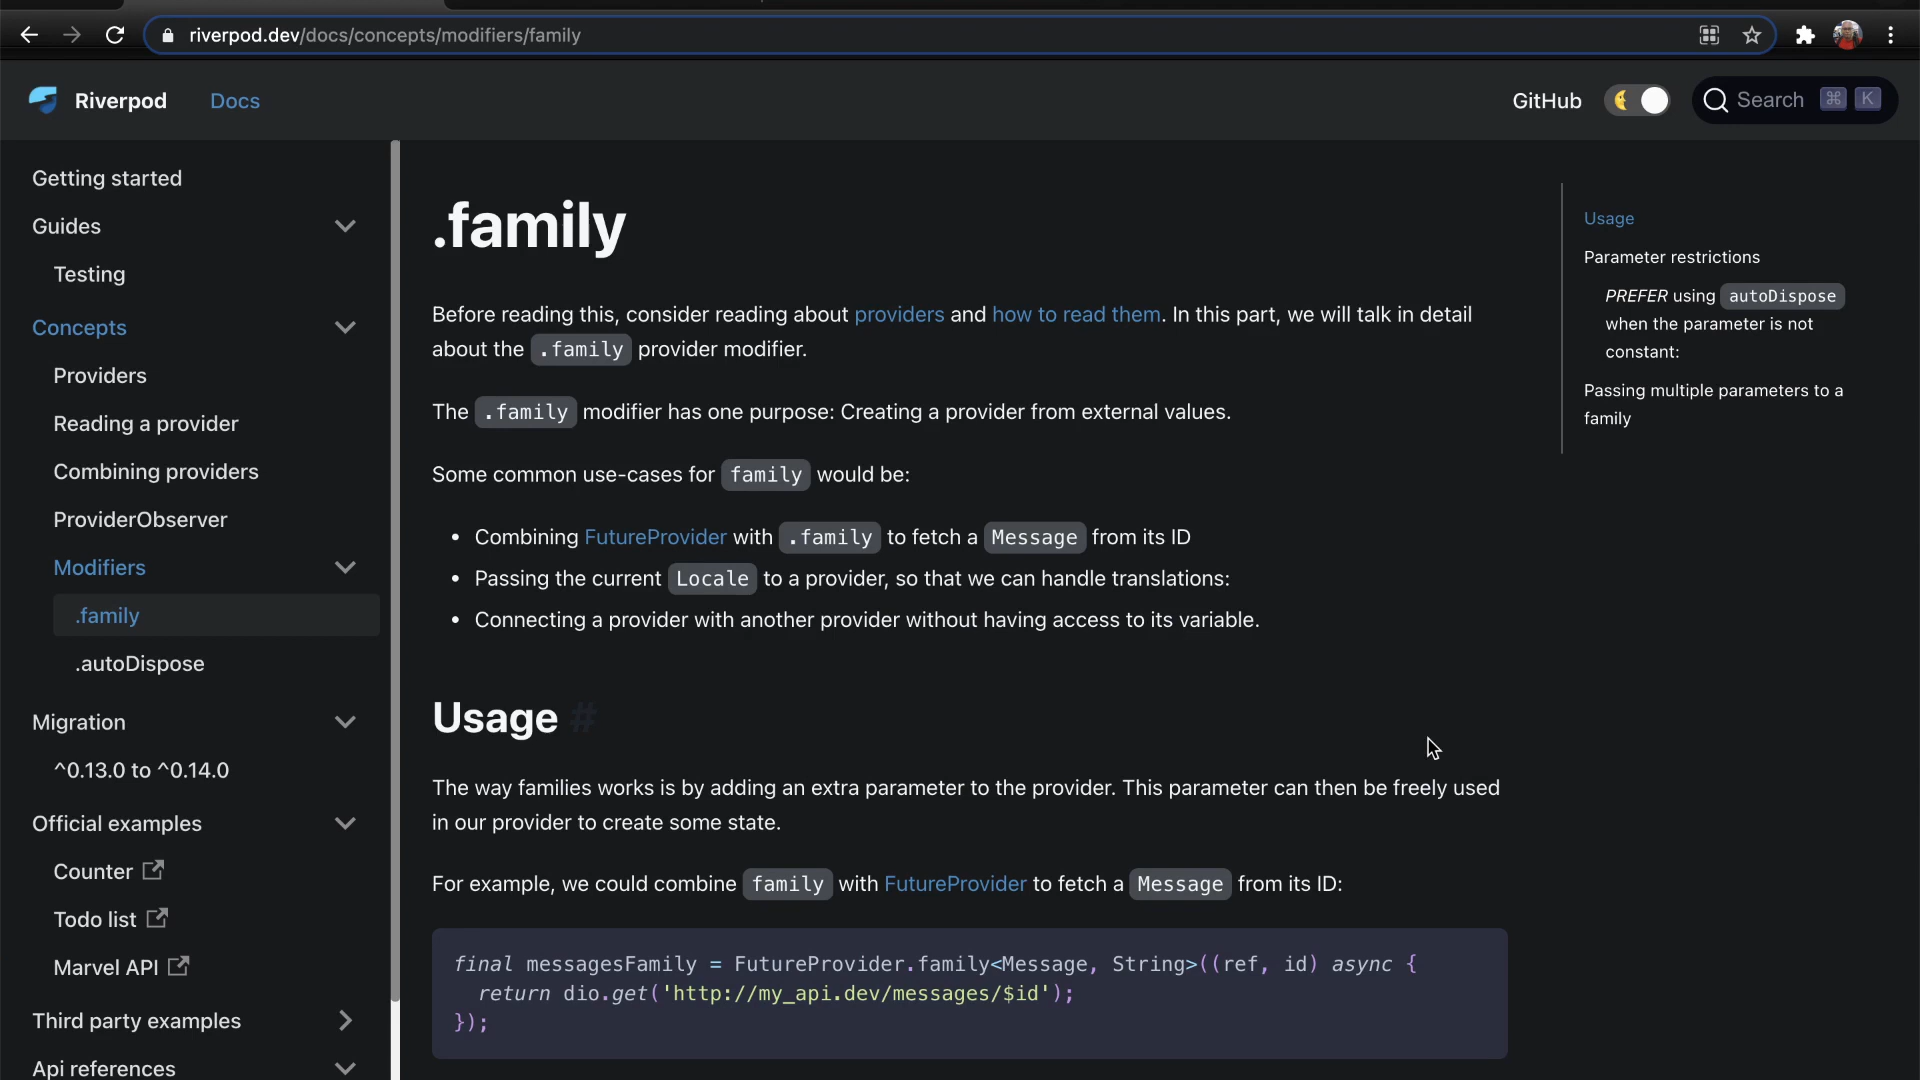 riverpod.dev/docs/concepts/modifiers/family
Riverpod
Docs
GitHub
Search ⌘ K
Getting started
Guides
Testing
Concepts
Providers
Reading a provider
Combining providers
ProviderObserver
Modifiers
.family
.autoDispose
Migration
^0.13.0 to ^0.14.0
Official examples
Counter
Todo list
Marvel API
Third party examples
Api references
.family
Before reading this, consider reading about providers and how to read them. In this part, we will talk in detail
about the .family provider modifier.
The .family modifier has one purpose: Creating a provider from external values.
Some common use-cases for family would be:
• Combining FutureProvider with .family to fetch a Message from its ID
• Passing the current Locale to a provider, so that we can handle translations:
• Connecting a provider with another provider without having access to its variable.
Usage #
The way families works is by adding an extra parameter to the provider. This parameter can then be freely used
in our provider to create some state.
For example, we could combine family with FutureProvider to fetch a Message from its ID:
final messagesFamily = FutureProvider.family<Message, String>((ref, id) async {
return dio.get('http://my_api.dev/messages/$id');
});
Usage
Parameter restrictions
PREFER using autoDispose
when the parameter is not
constant:
Passing multiple parameters to a
family